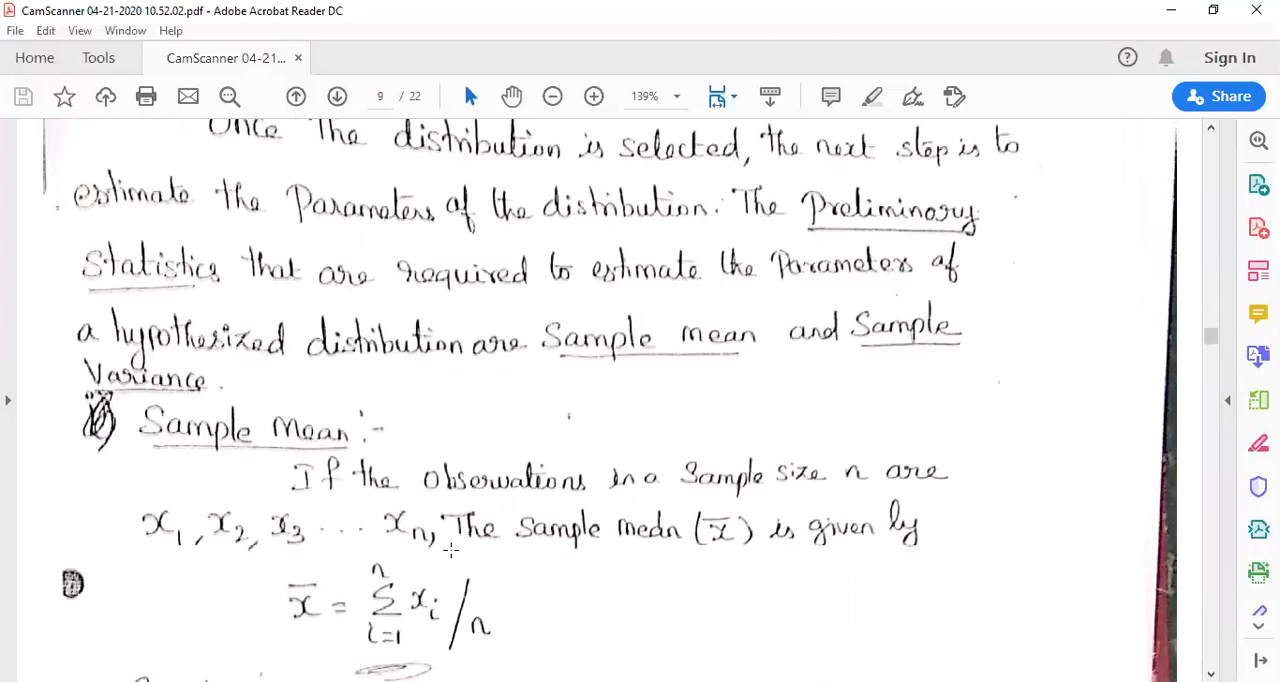 CamScanner 04-21-2020 10.52.02.pdf - Adobe Acrobat Reader DC
File Edit View Window Help
Home Tools CamScanner 04-21... ×
Sign In
9 / 22 139% Share
Once The distribution is selected, the next step is to
estimate the Parameters of the distribution. The Preliminary
Statistics that are required to estimate the Parameters of
a hypothesized distribution are Sample mean and Sample
Variance.
Sample Mean :-
If the observations in a Sample size n are
x1, x2, x3 ... xn, The Sample mean (x̄) is given by
x̄ = n∑i=1 xi / n